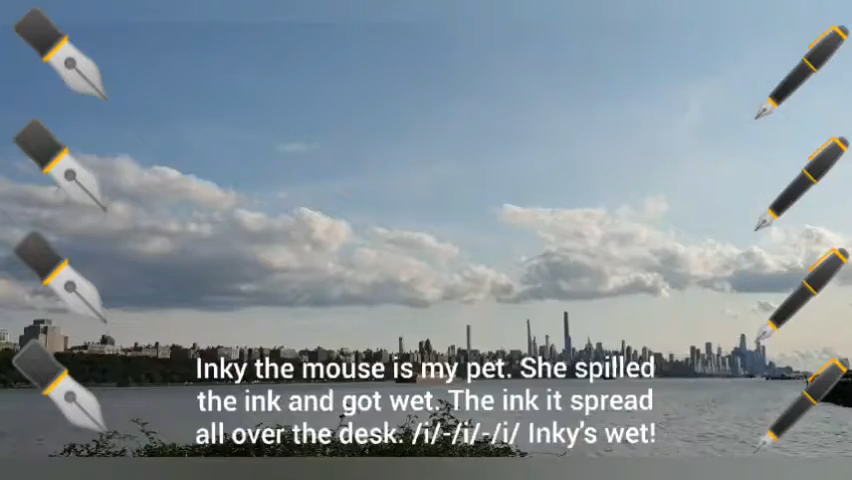 Inky the mouse is my pet. She spilled
the ink and got wet. The ink it spread
all over the desk. /i/-/i/-/i/ Inky's wet!